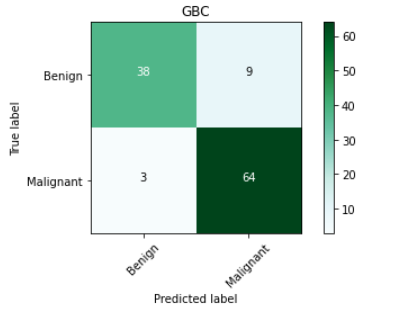 GBC
True label
Benign
38
9
Malignant
3
64
Benign
Malignant
Predicted label
60
50
40
30
20
10